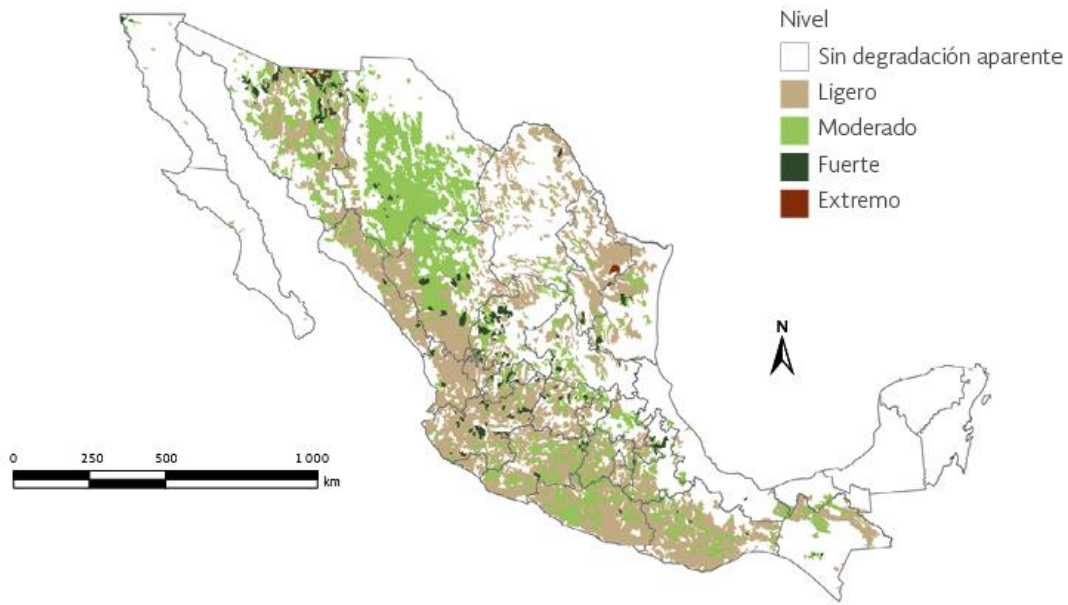 Nivel
Sin degradación aparente
Ligero
Moderado
Fuerte
Extremo
N
0 250 500 1 000
km